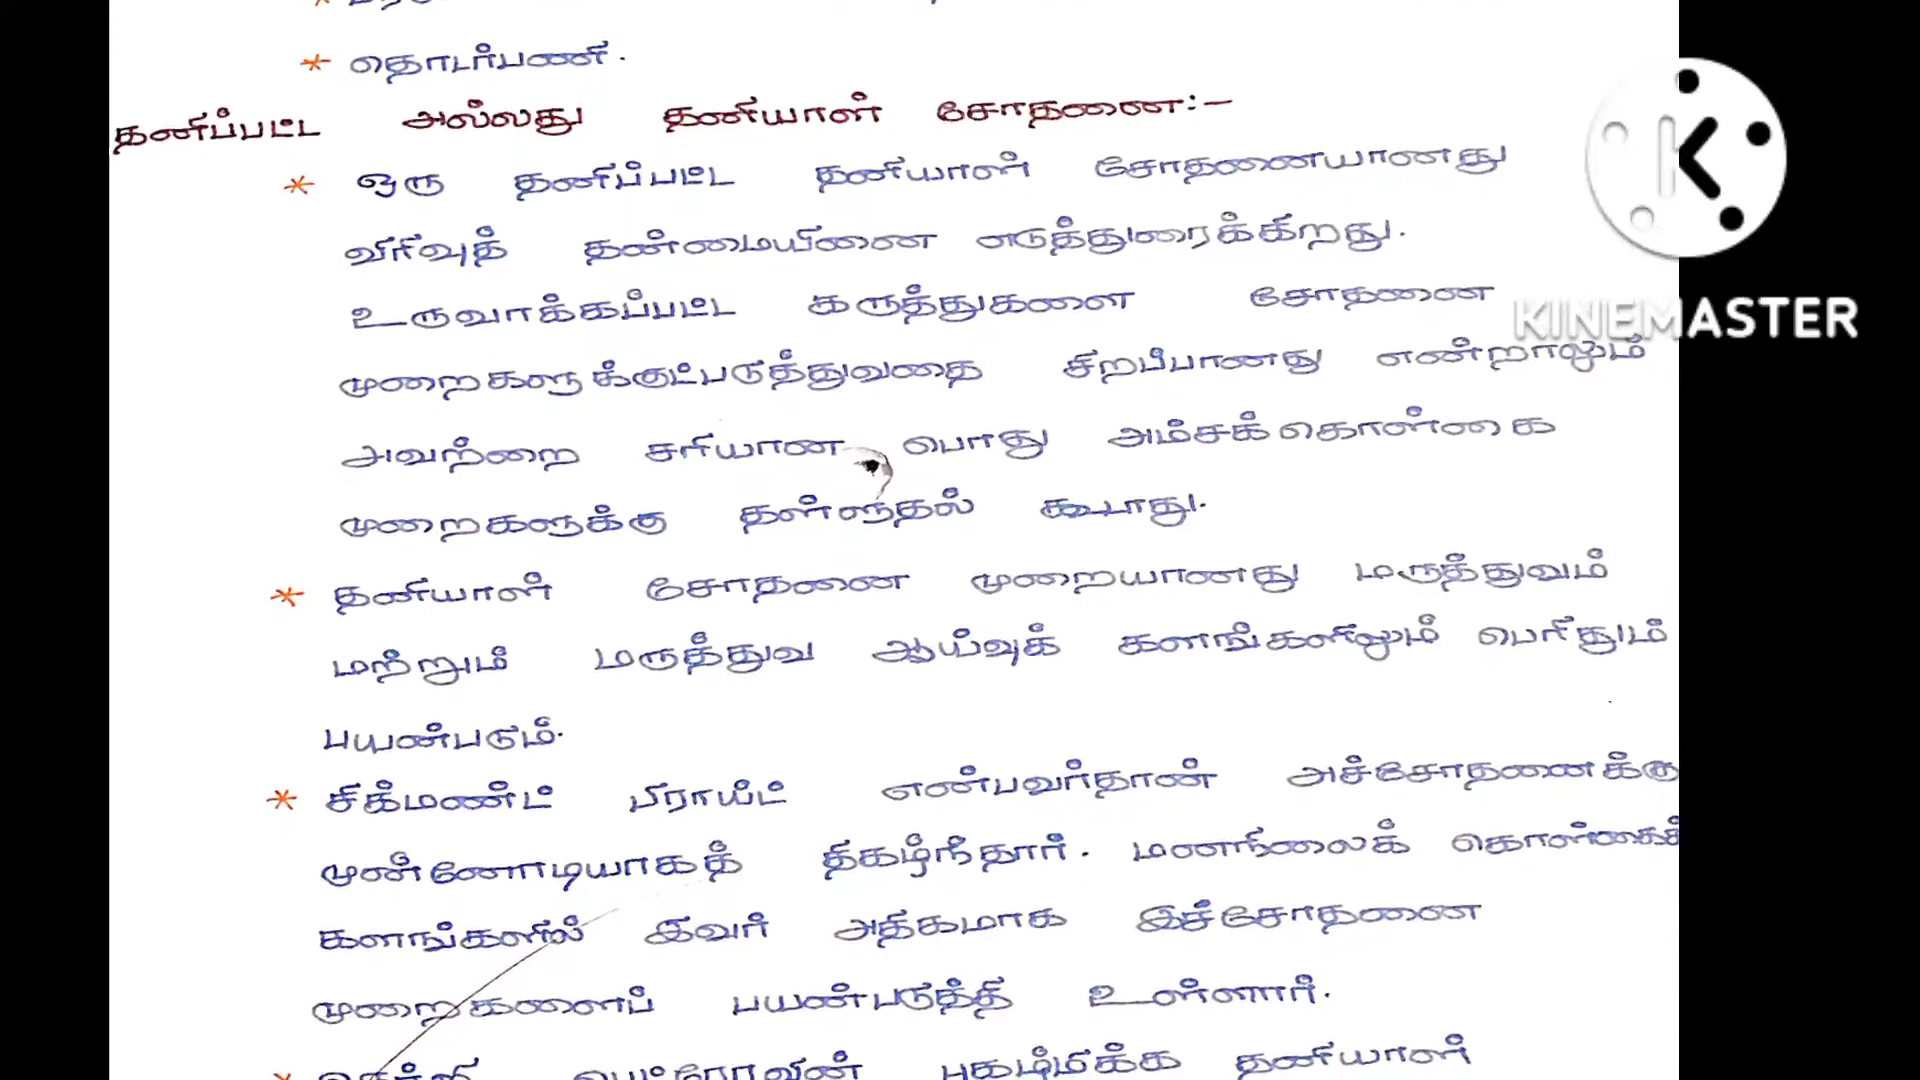 * தொடர்பணி.
தனிப்பட்ட அல்லது தனியாள் சோதனை:-
* ஒரு தனிப்பட்ட தனியாள் சோதனையானது
விரிவுத் தன்மையினை எடுத்துரைக்கிறது.
உருவாக்கப்பட்ட கருத்துகளை சோதனை
முறைகளுக்குட்படுத்துவதை சிறப்பானது என்றாலும்
அவற்றை சரியான பொது அம்சக்கொள்கை
முறைகளுக்கு தள்ளுதல் கூடாது.
* தனியாள் சோதனை முறையானது மருத்துவம்
மற்றும் மருத்துவ ஆய்வுக் களங்களிலும் பெரிதும்
பயன்படும்.
* சிக்மண்ட் பிராய்ட் என்பவர்தான் அச்சோதனைக்கு
முன்னோடியாகத் திகழ்ந்தார். மனநிலைக் கொள்கைக்
களங்களில் இவர் அதிகமாக இச்சோதனை
முறைகளைப் பயன்படுத்தி உள்ளார்.
புகழ்மிக்க தனியாள்
KINEMASTER